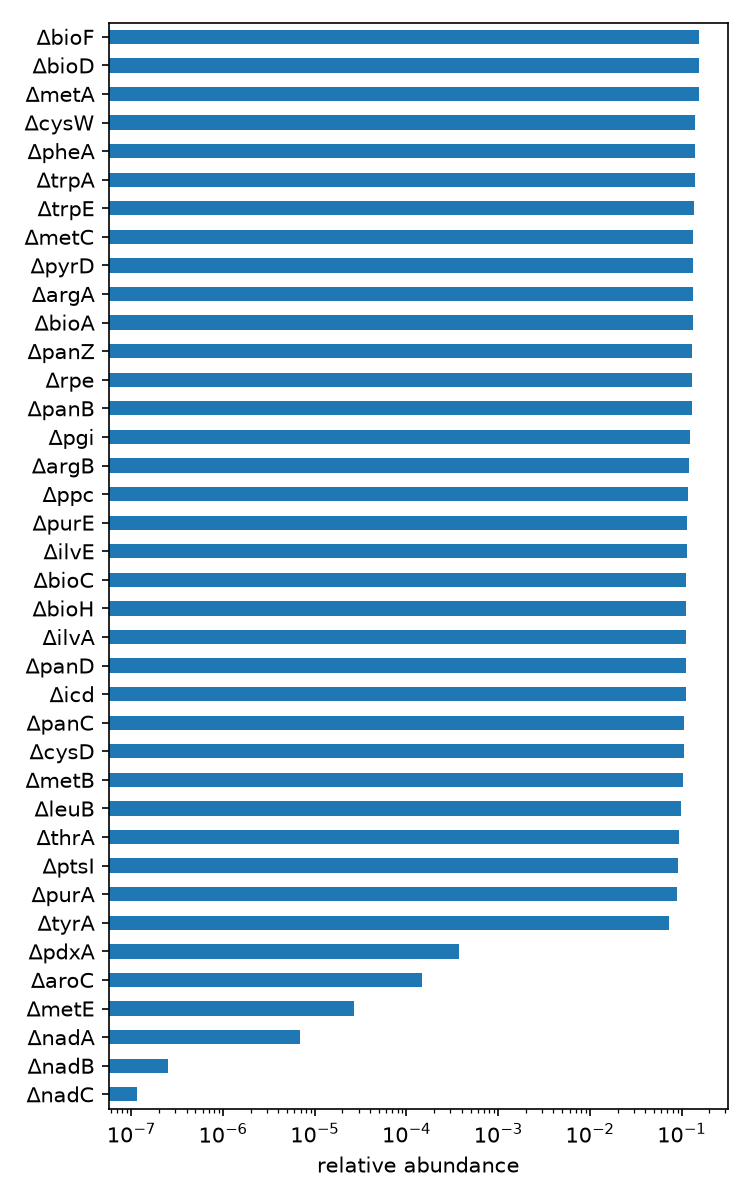 ΔbioF
ΔbioD
ΔmetA
ΔcysW
ΔpheA
ΔtrpA
ΔtrpE
ΔmetC
ΔpyrD
ΔargA
ΔbioA
ΔpanZ
Δrpe
ΔpanB
Δpgi
ΔargB
Δppc
ΔpurE
ΔilvE
ΔbioC
ΔbioH
ΔilvA
ΔpanD
Δicd
ΔpanC
ΔcysD
ΔmetB
ΔleuB
ΔthrA
ΔptsI
ΔpurA
ΔtyrA
ΔpdxA
ΔaroC
ΔmetE
ΔnadA
ΔnadB
ΔnadC
10⁻⁷ 10⁻⁶ 10⁻⁵ 10⁻⁴ 10⁻³ 10⁻² 10⁻¹
relative abundance